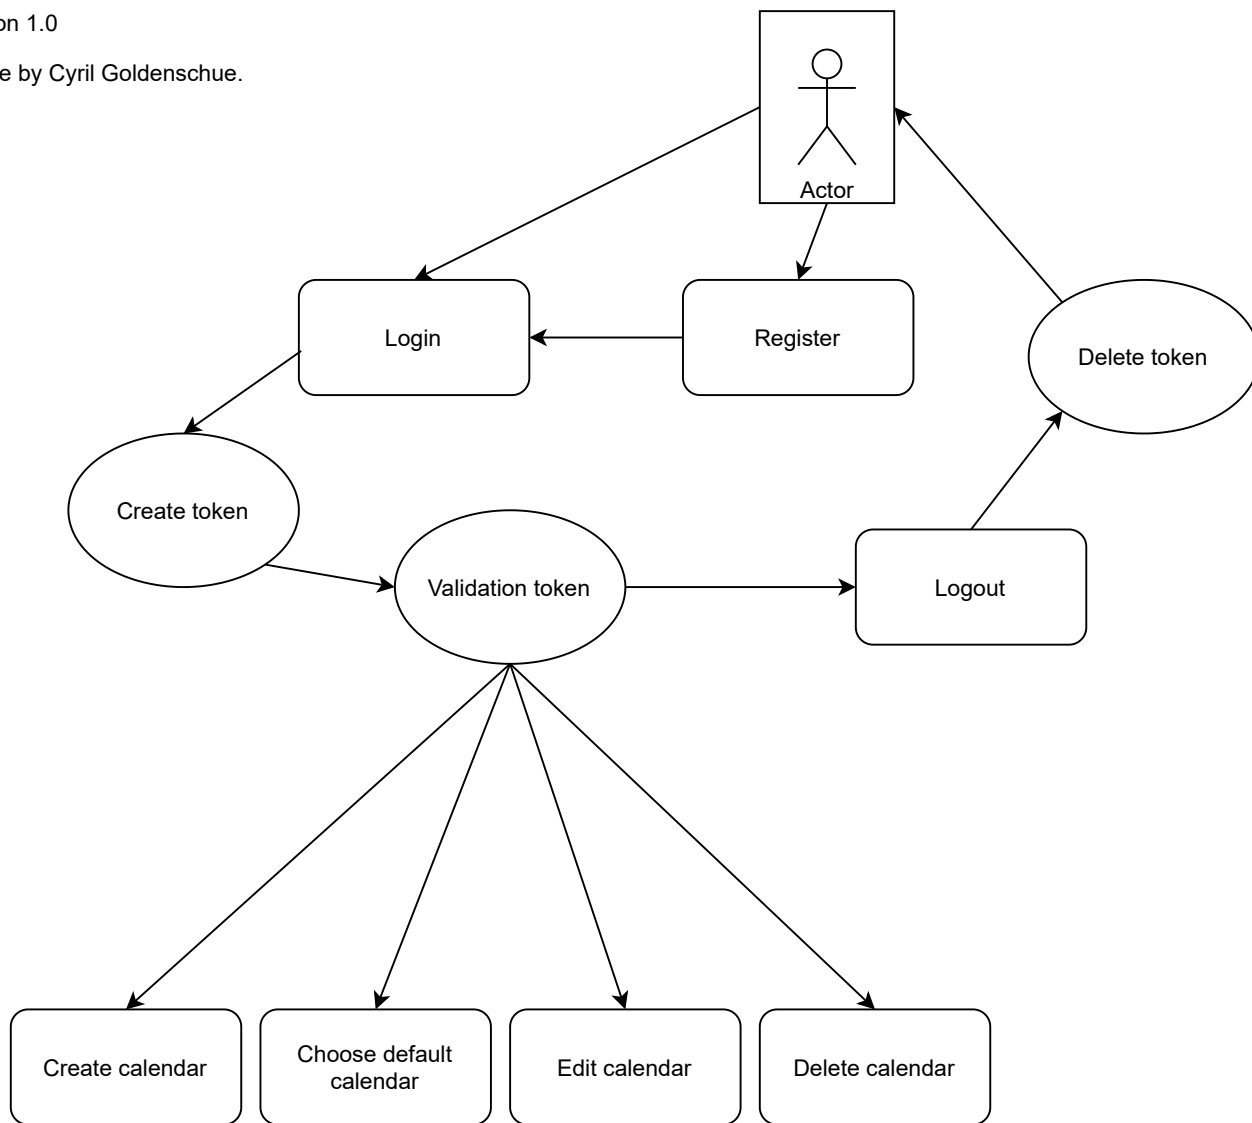 on 1.0
e by Cyril Goldenschue.
Actor
Login
Register
Delete token
Create token
Validation token
Logout
Create calendar
Choose default
calendar
Edit calendar
Delete calendar